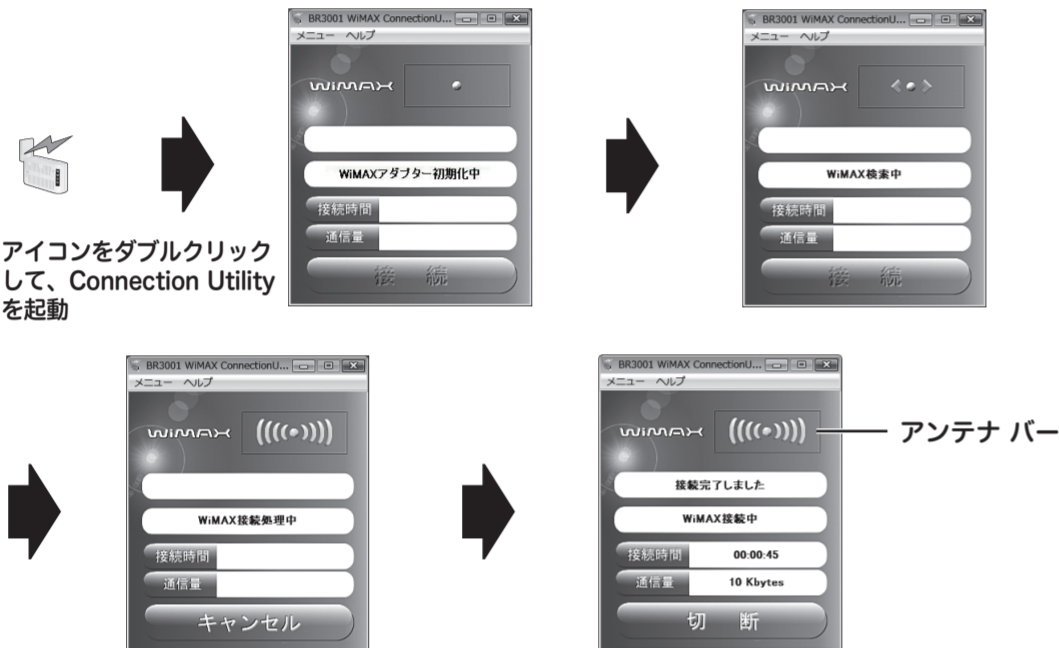 アイコンをダブルクリック
して、Connection Utility
を起動
BR3001 WiMAX ConnectionU...
メニュー ヘルプ
WiMAX
WiMAXアダプター初期化中
接続時間
通信量
接 続
BR3001 WiMAX ConnectionU...
メニュー ヘルプ
WiMAX
WiMAX検索中
接続時間
通信量
接 続
BR3001 WiMAX ConnectionU...
メニュー ヘルプ
WiMAX
WiMAX接続処理中
接続時間
通信量
キャンセル
BR3001 WiMAX ConnectionU...
メニュー ヘルプ
WiMAX
アンテナ バー
接続完了しました
WiMAX接続中
接続時間 00:00:45
通信量 10 Kbytes
切 断